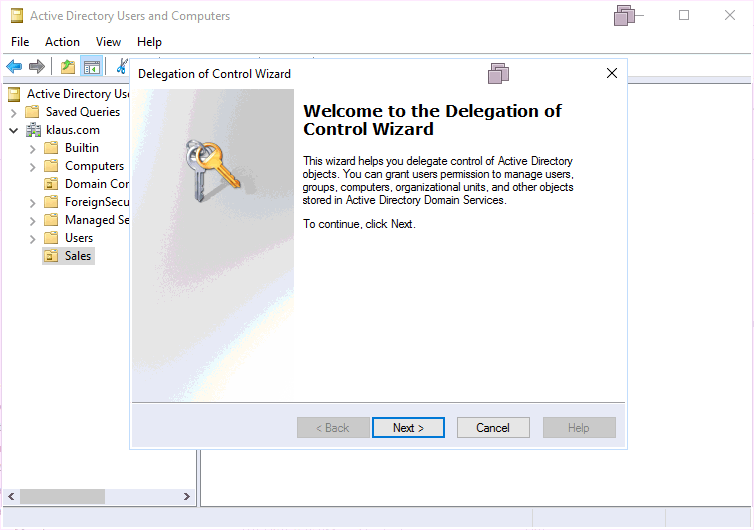 Active Directory Users and Computers
File Action View Help
Delegation of Control Wizard
Active Directory Use
Saved Queries
klaus.com
Builtin
Computers
Domain Con
ForeignSecu
Managed Se
Users
Sales
Welcome to the Delegation of
Control Wizard
This wizard helps you delegate control of Active Directory
objects. You can grant users permission to manage users,
groups, computers, organizational units, and other objects
stored in Active Directory Domain Services.
To continue, click Next.
< Back Next > Cancel Help